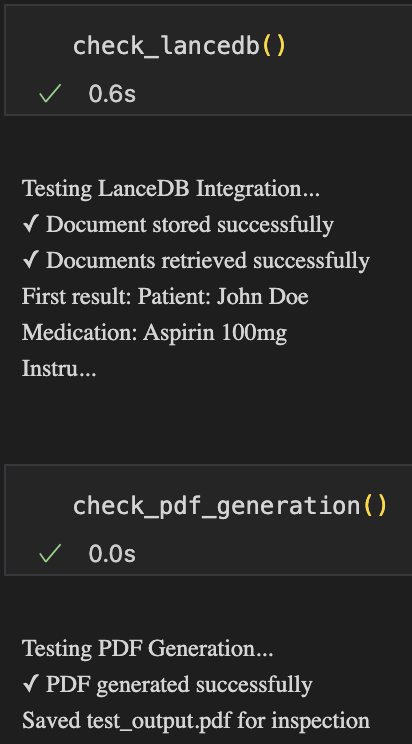 check_lancedb()
✓ 0.6s
Testing LanceDB Integration...
✓ Document stored successfully
✓ Documents retrieved successfully
First result: Patient: John Doe
Medication: Aspirin 100mg
Instru...
check_pdf_generation()
✓ 0.0s
Testing PDF Generation...
✓ PDF generated successfully
Saved test_output.pdf for inspection